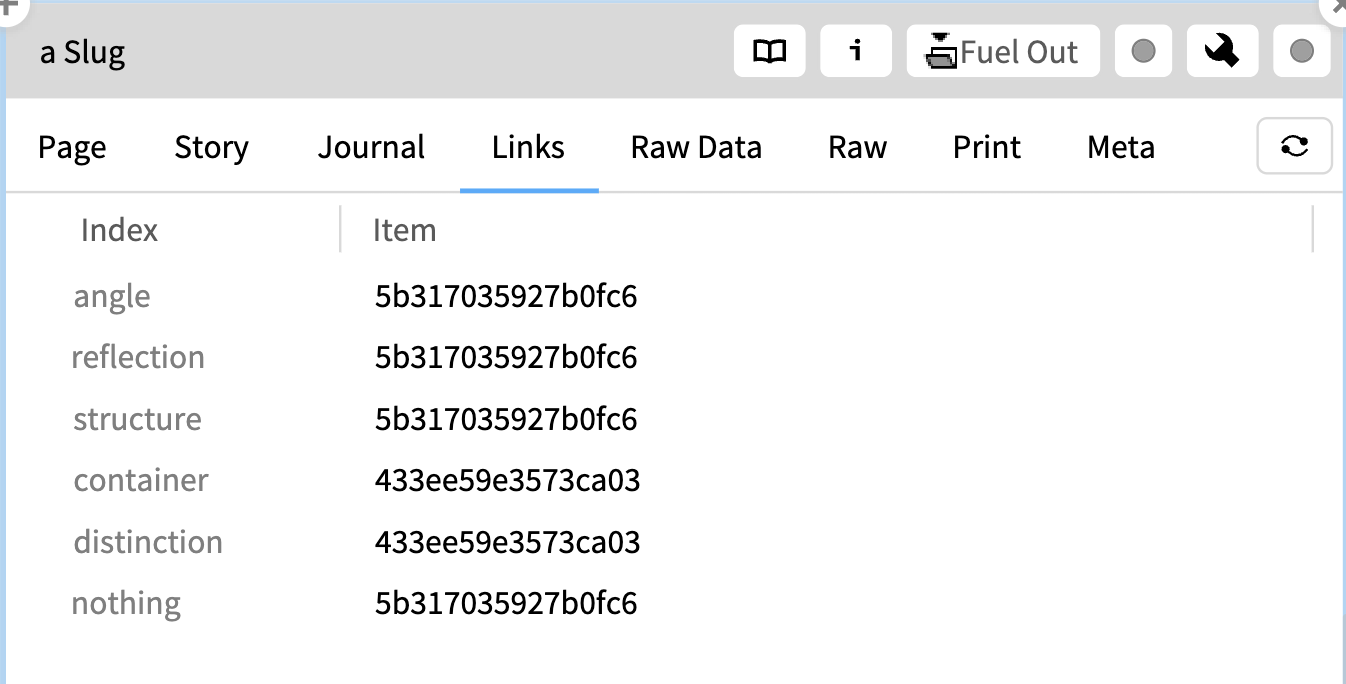 a Slug i Fuel Out
Page Story Journal Links Raw Data Raw Print Meta
Index Item
angle 5b317035927b0fc6
reflection 5b317035927b0fc6
structure 5b317035927b0fc6
container 433ee59e3573ca03
distinction 433ee59e3573ca03
nothing 5b317035927b0fc6